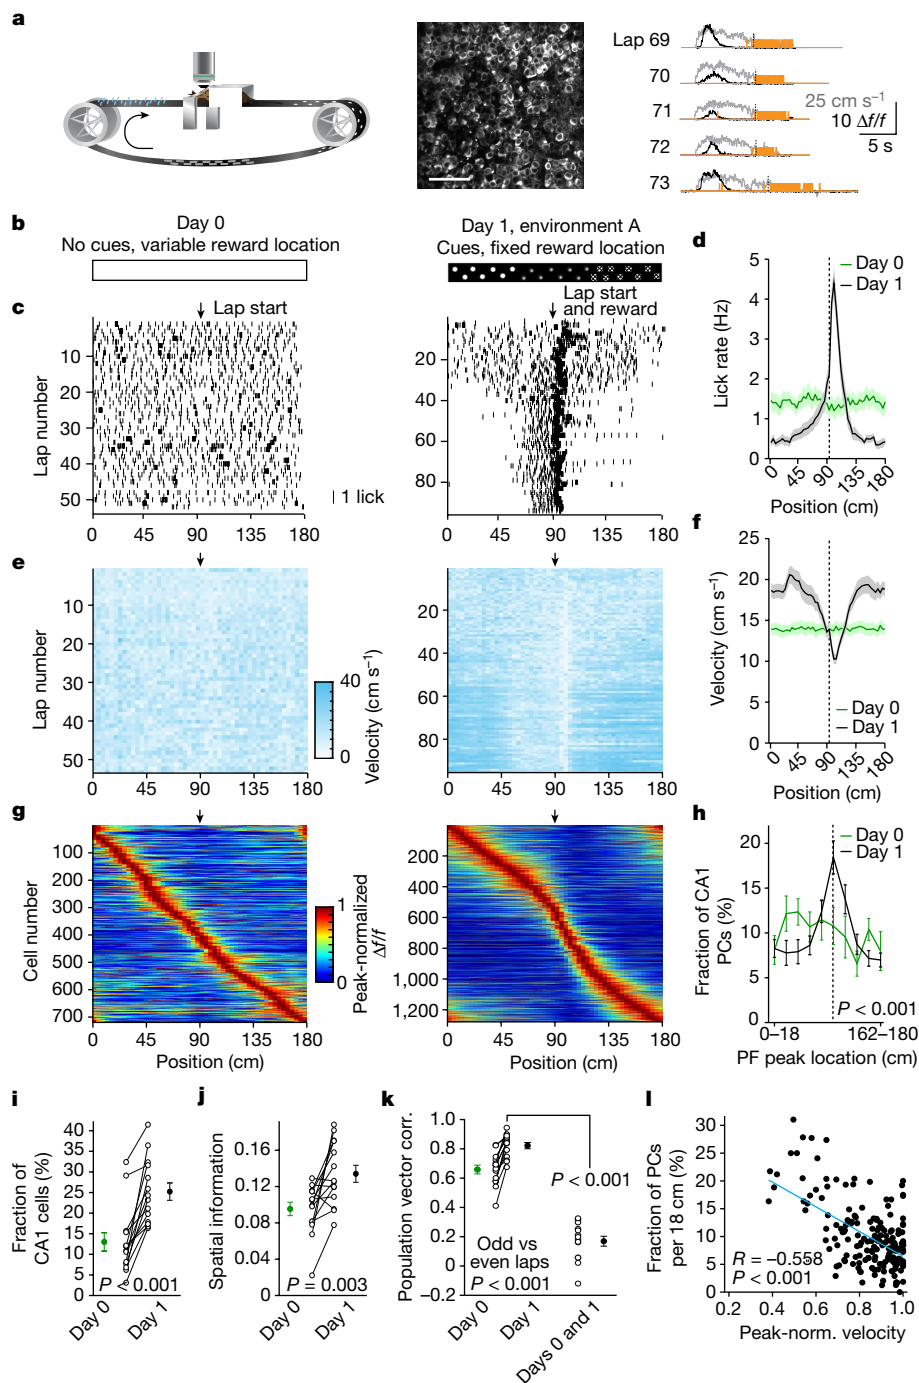 a
Lap 69
70
71
72
73
25 cm s⁻¹
10 Δf/f
5 s
b
Day 0
No cues, variable reward location
Day 1, environment A
Cues, fixed reward location
c
Lap start
Lap start
and reward
Lap number
10
20
30
40
50
0
45
90
135
180
1 lick
20
40
60
80
0
45
90
135
180
d
Lick rate (Hz)
5
4
3
2
1
0
Day 0
Day 1
0
45
90
135
180
Position (cm)
e
Lap number
10
20
30
40
50
0
45
90
135
180
40
0
Velocity (cm s⁻¹)
20
40
60
80
0
45
90
135
180
f
Velocity (cm s⁻¹)
25
20
15
10
5
0
Day 0
Day 1
0
45
90
135
180
Position (cm)
g
Cell number
100
200
300
400
500
600
700
0
45
90
135
180
Position (cm)
1
0
Peak-normalized
Δf/f
200
400
600
800
1,000
1,200
0
45
90
135
180
Position (cm)
h
Fraction of CA1
PCs (%)
20
15
10
5
0
Day 0
Day 1
P < 0.001
0–18
162–180
PF peak location (cm)
i
Fraction of
CA1 cells (%)
40
35
30
25
20
15
10
5
0
P < 0.001
Day 0
Day 1
j
Spatial information
0.16
0.12
0.08
0.04
0
P = 0.003
Day 0
Day 1
k
Population vector corr.
1.0
0.8
0.6
0.4
0.2
0
−0.2
P < 0.001
Odd vs
even laps
P < 0.001
Day 0
Day 1
Days 0 and 1
l
Fraction of PCs
per 18 cm (%)
30
25
20
15
10
5
0
R = −0.558
P < 0.001
0.2
0.4
0.6
0.8
1.0
Peak-norm. velocity